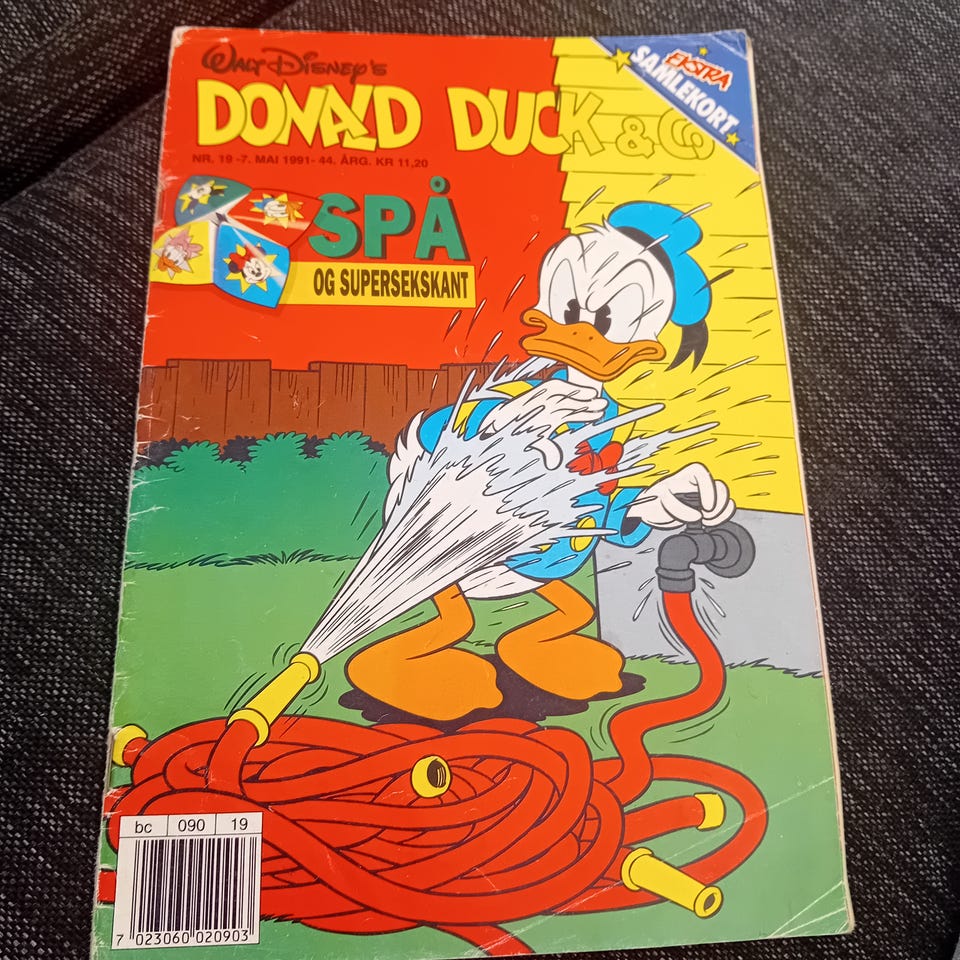 Walt Disney's
DONALD DUCK & CO
NR. 19 -7. MAI 1991- 44. ÅRG. KR 11,20
EKSTRA
SAMLEKORT
SPÅ
OG SUPERSEKSKANT
bc 090 19
7 023060 020903